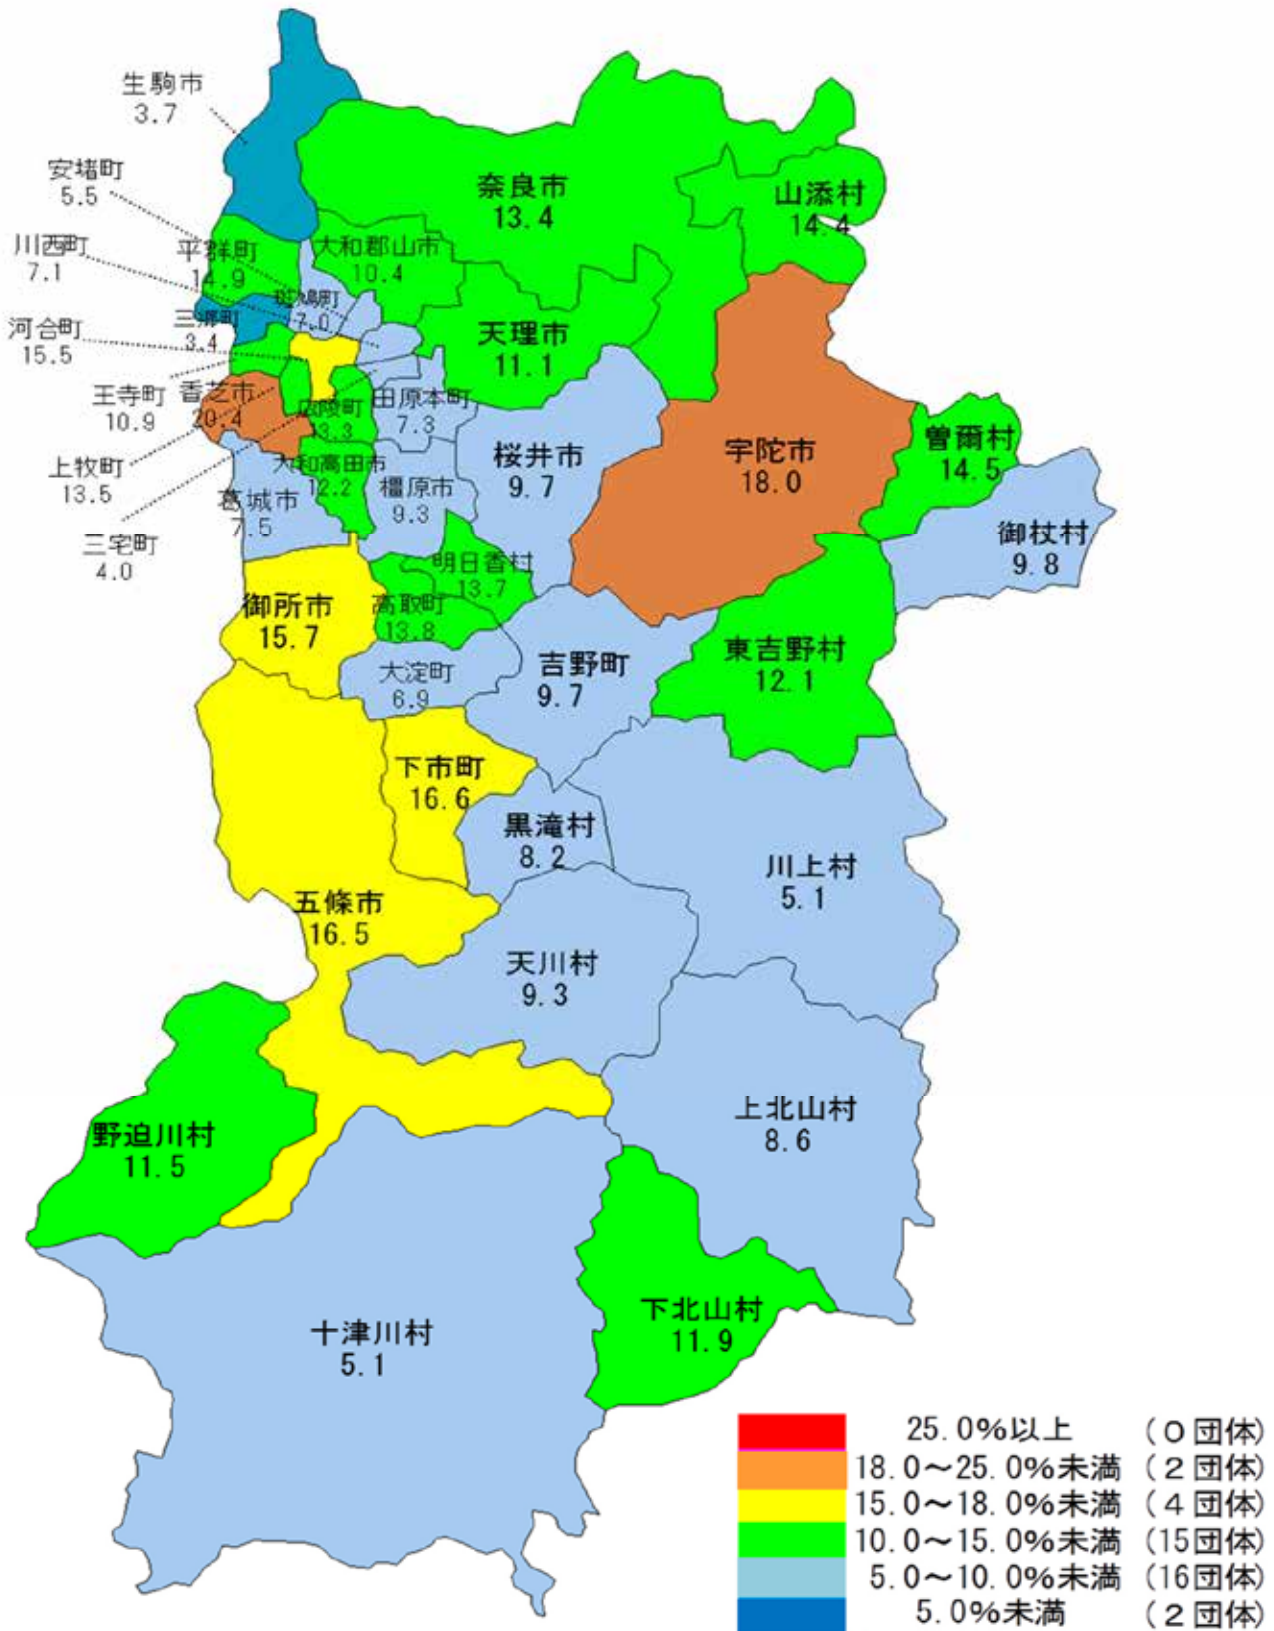 生駒市
3.7
安堵町
5.5
川西町
7.1
平群町
14.9
大和郡山市
10.4
奈良市
13.4
山添村
14.4
斑鳩町
7.0
三郷町
3.4
河合町
15.5
天理市
11.1
王寺町
10.9
香芝市
20.4
広陵町
13.3
田原本町
7.3
上牧町
13.5
大和高田市
12.2
橿原市
9.3
桜井市
9.7
宇陀市
18.0
曽爾村
14.5
葛城市
7.5
三宅町
4.0
御杖村
9.8
明日香村
13.7
御所市
15.7
高取町
13.8
大淀町
6.9
吉野町
9.7
東吉野村
12.1
下市町
16.6
黒滝村
8.2
川上村
5.1
五條市
16.5
天川村
9.3
上北山村
8.6
野迫川村
11.5
下北山村
11.9
十津川村
5.1
25.0%以上 (0団体)
18.0～25.0%未満 (2団体)
15.0～18.0%未満 (4団体)
10.0～15.0%未満 (15団体)
5.0～10.0%未満 (16団体)
5.0%未満 (2団体)